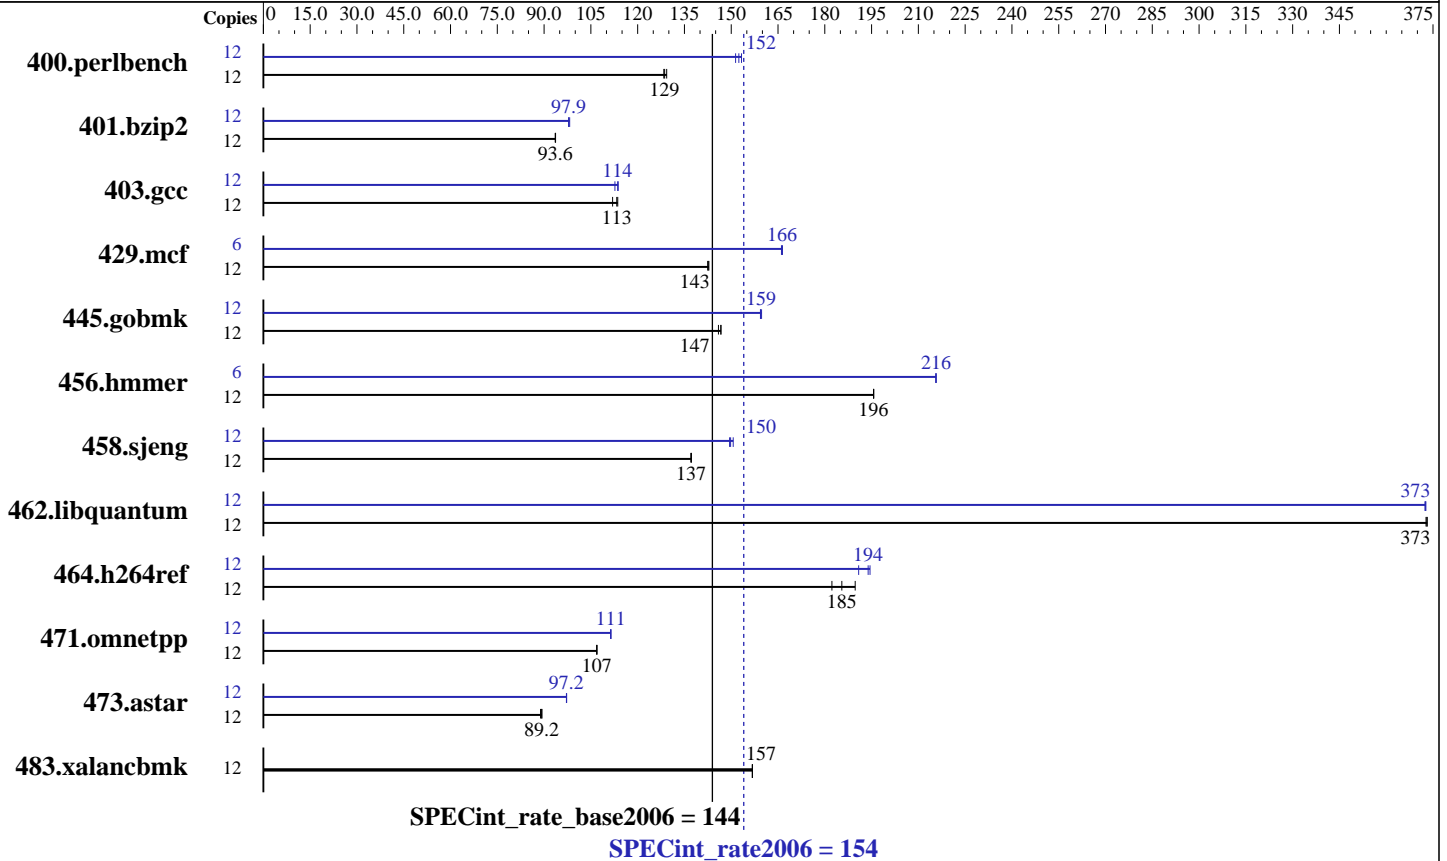 Copies 0 15.0 30.0 45.0 60.0 75.0 90.0 105 120 135 150 165 180 195 210 225 240 255 270 285 300 315 330 345 375
400.perlbench 12 152
12 129
401.bzip2 12 97.9
12 93.6
403.gcc 12 114
12 113
429.mcf 6 166
12 143
445.gobmk 12 159
12 147
456.hmmer 6 216
12 196
458.sjeng 12 150
12 137
462.libquantum 12 373
12 373
464.h264ref 12 194
12 185
471.omnetpp 12 111
12 107
473.astar 12 97.2
12 89.2
483.xalancbmk 12 157
SPECint_rate_base2006 = 144
SPECint_rate2006 = 154